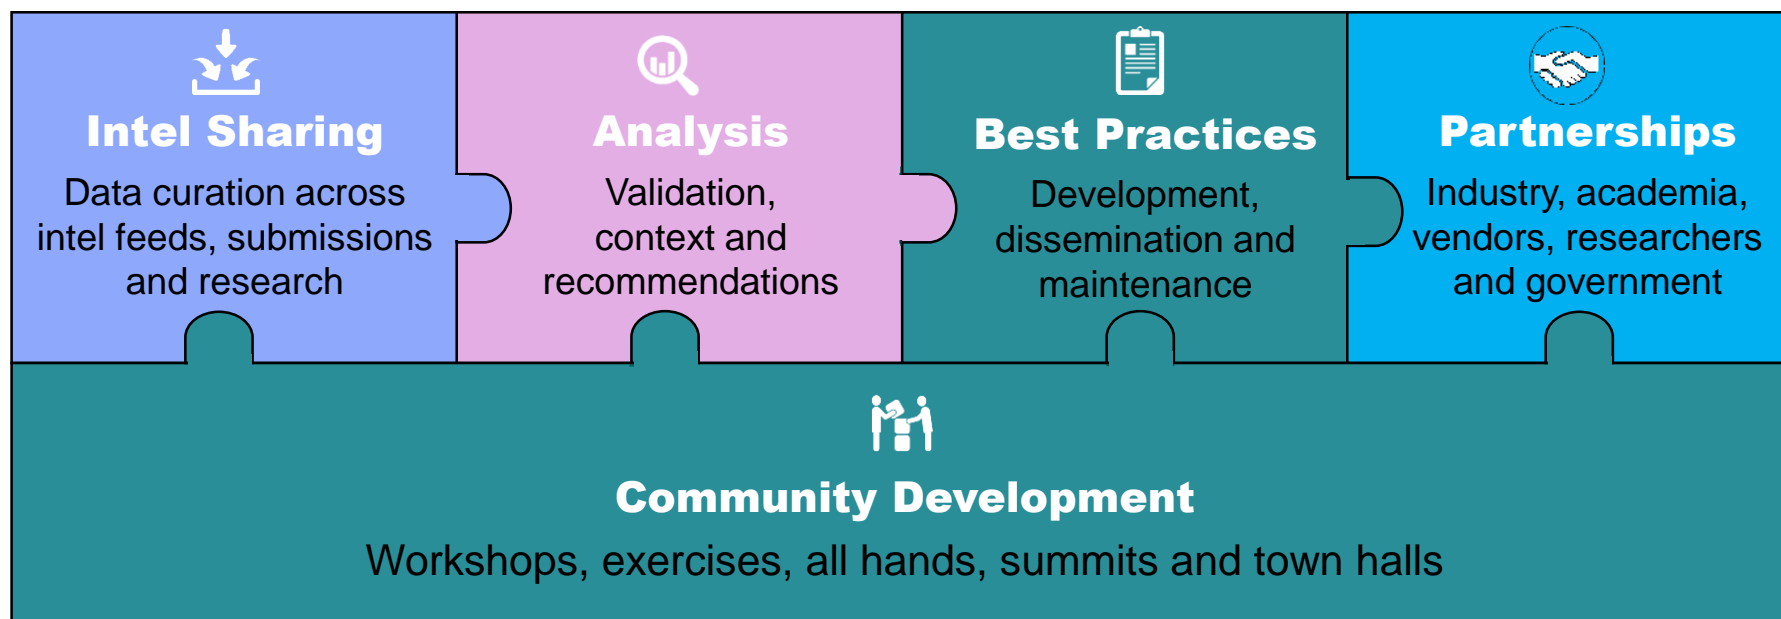 Intel Sharing
Data curation across
intel feeds, submissions
and research
Analysis
Validation,
context and
recommendations
Best Practices
Development,
dissemination and
maintenance
Partnerships
Industry, academia,
vendors, researchers
and government
Community Development
Workshops, exercises, all hands, summits and town halls